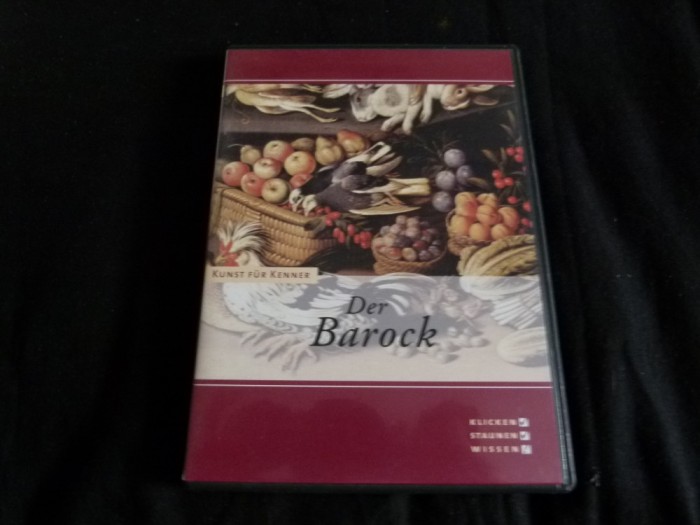 KUNST FÜR KENNER
Der
Barock
KLICKEN
STAUNEN
WISSEN